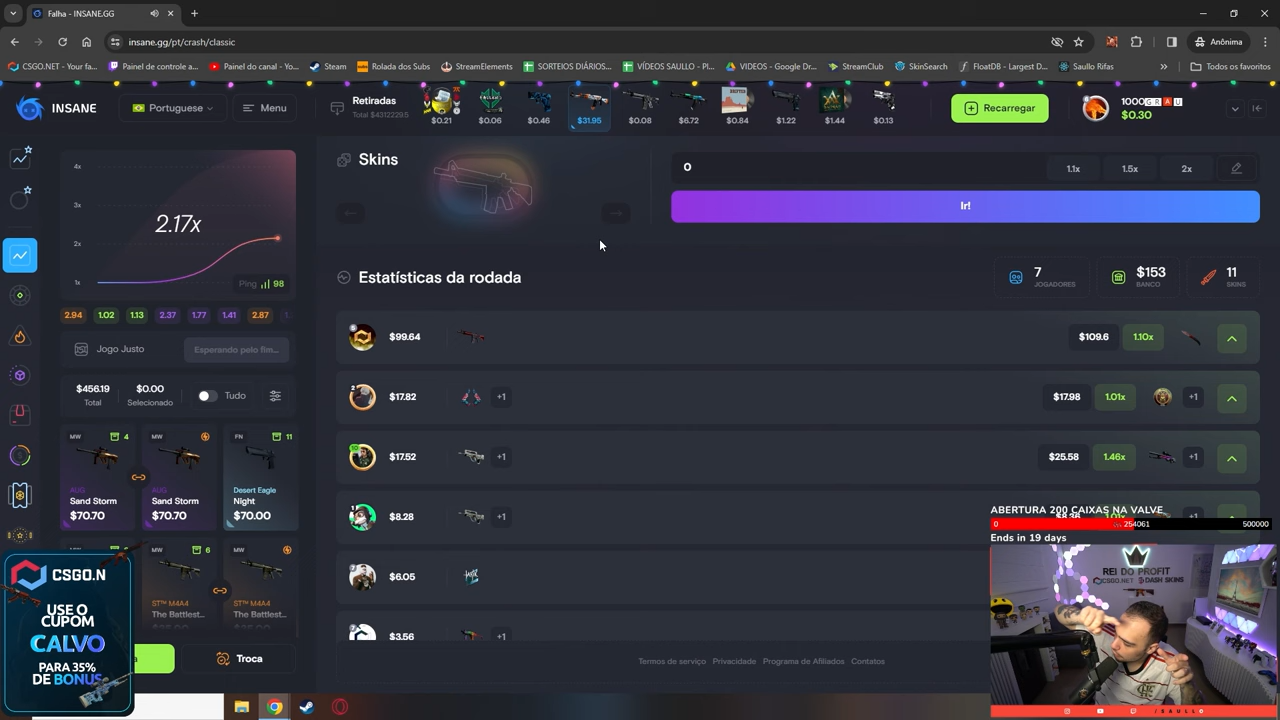 Falha - INSANE.GG
insane.gg/pt/crash/classic
Anônima
CSGO.NET - Your fa...
Painel de controle a...
Painel do canal - Yo...
Steam
Rolada dos Subs
StreamElements
SORTEIOS DIÁRIOS...
VÍDEOS SAULLO - Pl...
VIDEOS - Google Dr...
StreamClub
SkinSearch
FloatDB - Largest D...
Saullo Rifas
Todos os favoritos
INSANE
Portuguese
Menu
Retiradas
$0.21
$0.06
$0.46
$31.95
$0.08
$6.72
$0.84
$1.22
$1.44
$0.13
Recarregar
1000GRAU
$0.30
4x
3x
2x
1x
2.17x
Ping 98
2.94 1.02 1.13 2.37 1.77 1.41 2.87
Jogo Justo
Esperando pelo fim...
$456.19
Total
$0.00
Selecionado
Tudo
MW 4
AUG
Sand Storm
$70.70
MW
AUG
Sand Storm
$70.70
FN 11
Desert Eagle
Night
$70.00
MW 6
ST™ M4A4
The Battlest...
MW
ST™ M4A4
The Battlest...
Troca
Skins
0
1.1x
1.5x
2x
Ir!
Estatísticas da rodada
7
JOGADORES
$153
BANCO
11
SKINS
$99.64
$109.6 1.10x
$17.82 +1
$17.98 1.01x +1
$17.52 +1
$25.58 1.46x +1
$8.28 +1
$6.05
$3.56 +1
Termos de serviço Privacidade Programa de Afiliados Contatos
CSGO.N
USE O
CUPOM
CALVO
PARA 35%
DE BONUS
ABERTURA 200 CAIXAS NA VALVE
0 254061 500000
Ends in 19 days
REI DO PROFIT
CSGO.NET DASH SKINS
/SAULLO